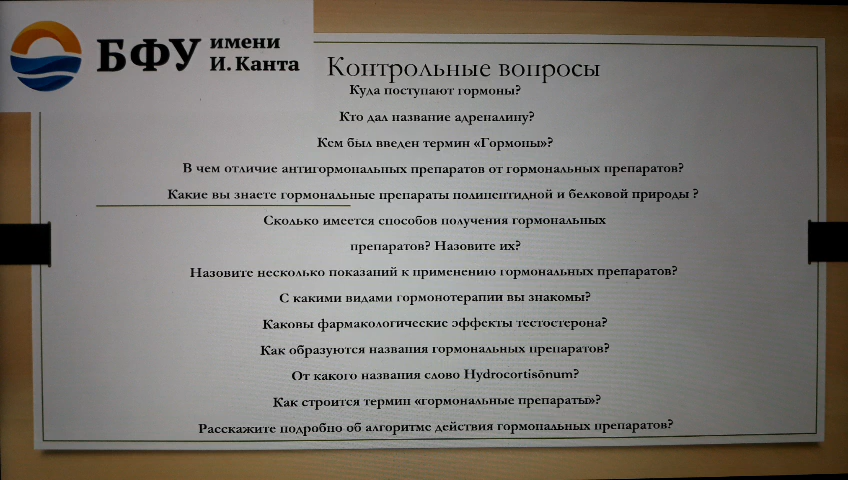 БФУ имени
И. Канта
Контрольные вопросы
Куда поступают гормоны?
Кто дал название адреналину?
Кем был введен термин «Гормоны»?
В чем отличие антигормональных препаратов от гормональных препаратов?
Какие вы знаете гормональные препараты полипептидной и белковой природы ?
Сколько имеется способов получения гормональных
препаратов? Назовите их?
Назовите несколько показаний к применению гормональных препаратов?
С какими видами гормонотерапии вы знакомы?
Каковы фармакологические эффекты тестостерона?
Как образуются названия гормональных препаратов?
От какого названия слово Hydrocortisōnum?
Как строится термин «гормональные препараты»?
Расскажите подробно об алгоритме действия гормональных препаратов?